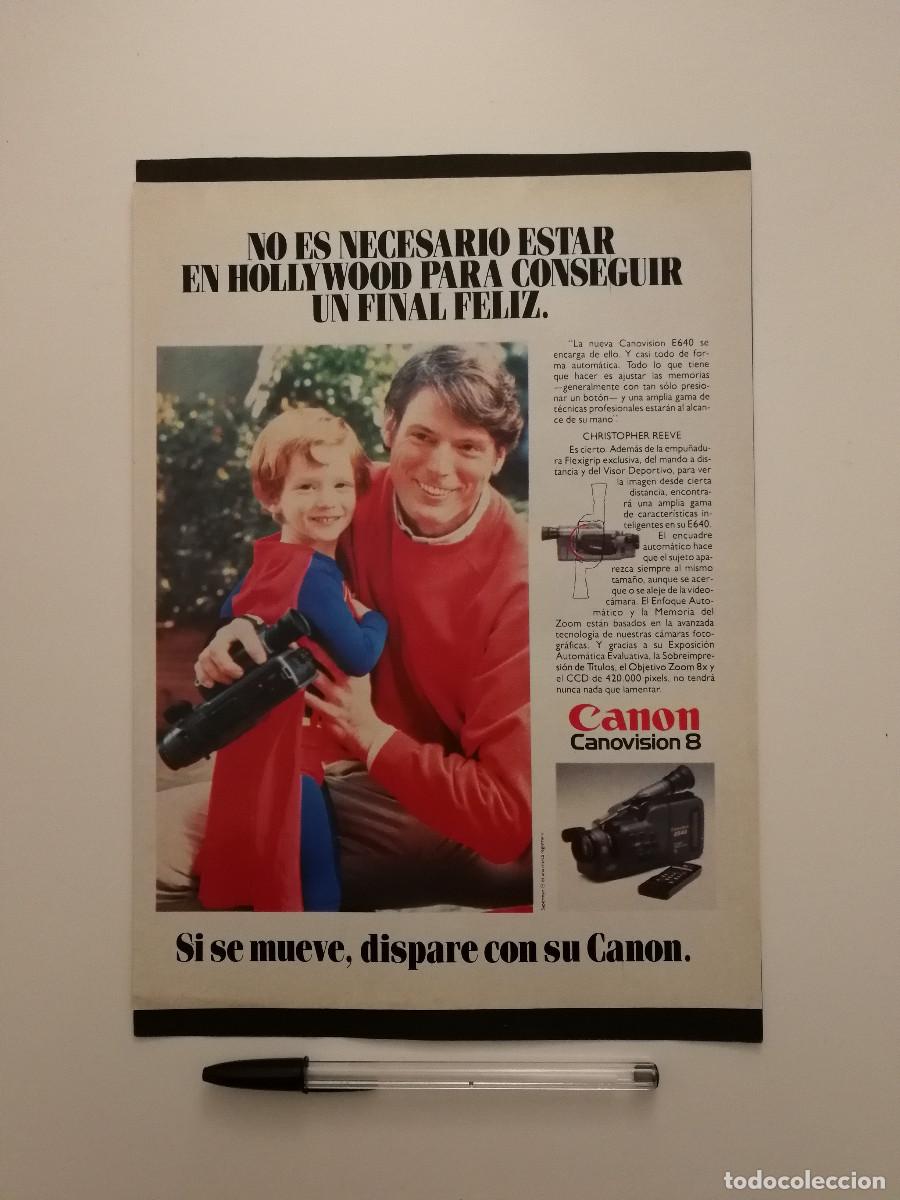 NO ES NECESARIO ESTAR
EN HOLLYWOOD PARA CONSEGUIR
UN FINAL FELIZ.
"La nueva Canovision E640 se
encarga de ello. Y casi todo de for-
ma automática. Todo lo que tiene
que hacer es ajustar las memorias
—generalmente con tan sólo presio-
nar un botón— y una amplia gama de
técnicas profesionales estarán al alcan-
ce de su mano".
CHRISTOPHER REEVE
Es cierto. Además de la empuñadu-
ra Flexigrip exclusiva, del mando a dis-
tancia y del Visor Deportivo, para ver
la imagen desde cierta
distancia, encontra-
rá una amplia gama
de características in-
teligentes en su E640.
El encuadre
automático hace
que el sujeto apa-
rezca siempre al mismo
tamaño, aunque se acer-
que o se aleje de la video-
cámara. El Enfoque Auto-
mático y la Memoria del
Zoom están basados en la avanzada
tecnología de nuestras cámaras foto-
gráficas. Y gracias a su Exposición
Automática Evaluativa, la Sobreimpre-
sión de Títulos, el Objetivo Zoom 8x y
el CCD de 420.000 pixels, no tendrá
nunca nada que lamentar.
Canon
Canovision 8
Si se mueve, dispare con su Canon.
todocoleccion